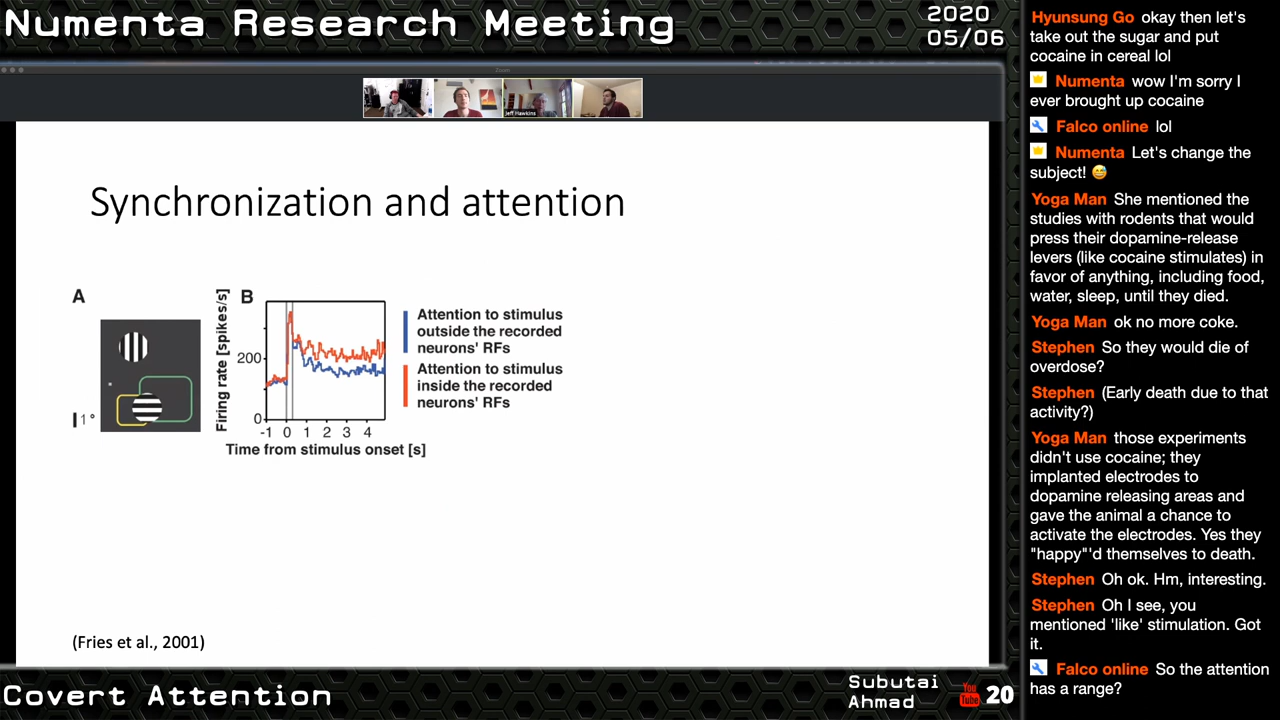 Numenta Research Meeting
2020
05/06
Zoom
Jeff Hawkins
Synchronization and attention
A
1°
B
Firing rate [spikes/s]
200
0
-1 0 1 2 3 4
Time from stimulus onset [s]
Attention to stimulus
outside the recorded
neurons' RFs
Attention to stimulus
inside the recorded
neurons' RFs
(Fries et al., 2001)
Covert Attention
Subutai
Ahmad
You
Tube
20
Hyunsung Go okay then let's
take out the sugar and put
cocaine in cereal lol
Numenta wow I'm sorry I
ever brought up cocaine
Falco online lol
Numenta Let's change the
subject! 😅
Yoga Man She mentioned the
studies with rodents that would
press their dopamine-release
levers (like cocaine stimulates) in
favor of anything, including food,
water, sleep, until they died.
Yoga Man ok no more coke.
Stephen So they would die of
overdose?
Stephen (Early death due to that
activity?)
Yoga Man those experiments
didn't use cocaine; they
implanted electrodes to
dopamine releasing areas and
gave the animal a chance to
activate the electrodes. Yes they
"happy"'d themselves to death.
Stephen Oh ok. Hm, interesting.
Stephen Oh I see, you
mentioned 'like' stimulation. Got
it.
Falco online So the attention
has a range?